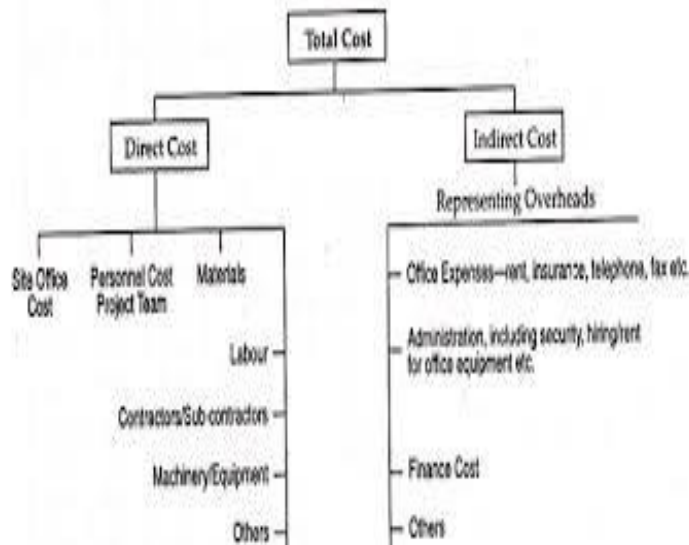 Total Cost
Direct Cost
Indirect Cost
Representing Overheads
Site Office
Cost
Personnel Cost
Project Team
Materials
Labour
Contractors/Sub-contractors
Machinery/Equipment
Others
Office Expenses—rent, insurance, telephone, fax etc.
Administration, including security, hiring/rent
for office equipment etc.
Finance Cost
Others